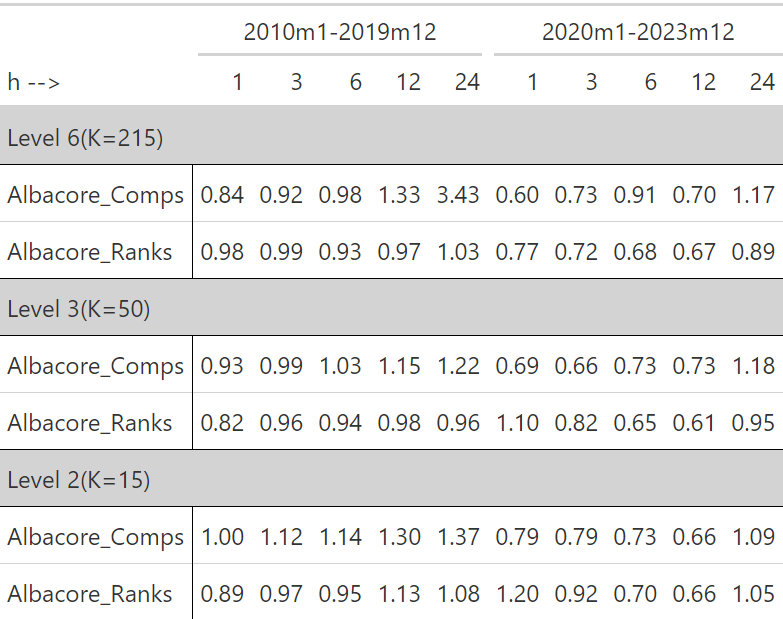 2010m1-2019m12 2020m1-2023m12
h --> 1 3 6 12 24 1 3 6 12 24
Level 6(K=215)
Albacore_Comps 0.84 0.92 0.98 1.33 3.43 0.60 0.73 0.91 0.70 1.17
Albacore_Ranks 0.98 0.99 0.93 0.97 1.03 0.77 0.72 0.68 0.67 0.89
Level 3(K=50)
Albacore_Comps 0.93 0.99 1.03 1.15 1.22 0.69 0.66 0.73 0.73 1.18
Albacore_Ranks 0.82 0.96 0.94 0.98 0.96 1.10 0.82 0.65 0.61 0.95
Level 2(K=15)
Albacore_Comps 1.00 1.12 1.14 1.30 1.37 0.79 0.79 0.73 0.66 1.09
Albacore_Ranks 0.89 0.97 0.95 1.13 1.08 1.20 0.92 0.70 0.66 1.05